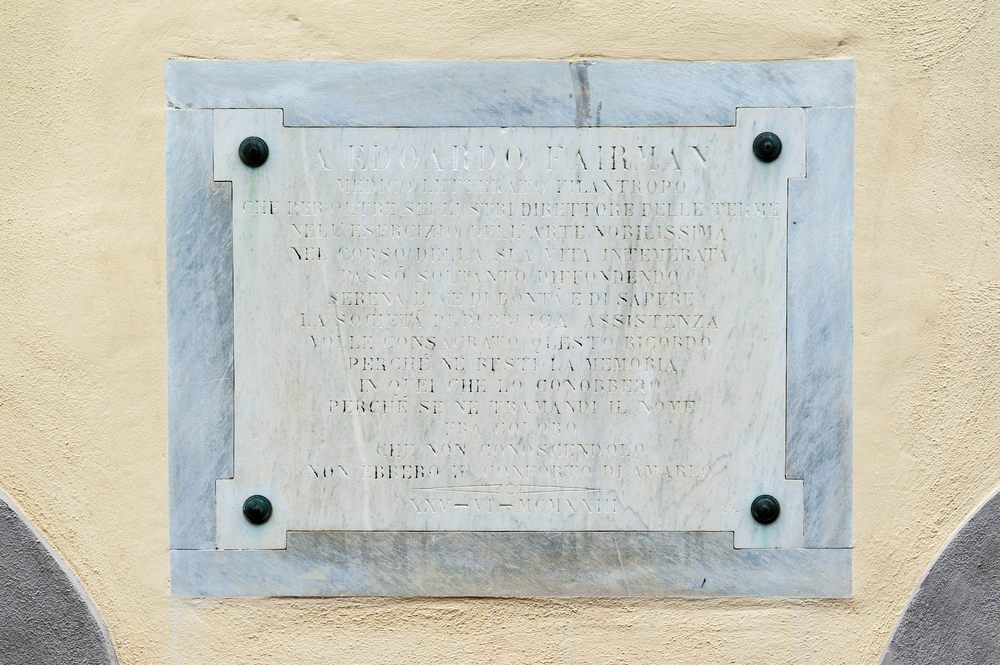 A EDOARDO FAIRMAN
MEDICO LETTERATO FILANTROPO
CHE PER OLTRE SEI LUSTRI DIRETTORE DELLE TERME
NELL'ESERCIZIO DELL'ARTE NOBILISSIMA
NEL CORSO DELLA SUA VITA INTEMERATA
PASSÒ SOLTANTO DIFFONDENDO
SERENA LUCE DI BONTÀ E DI SAPERE
LA SOCIETÀ DI PUBBLICA ASSISTENZA
VOLLE CONSAGRATO QUESTO RICORDO
PERCHÉ NE RESTI LA MEMORIA
IN QUEI CHE LO CONOBBERO
PERCHÉ SE NE TRAMANDI IL NOME
FRA COLORO
CHE NON CONOSCENDOLO
NON EBBERO IL CONFORTO DI AMARLO
XXV—VI—MCMXXIII